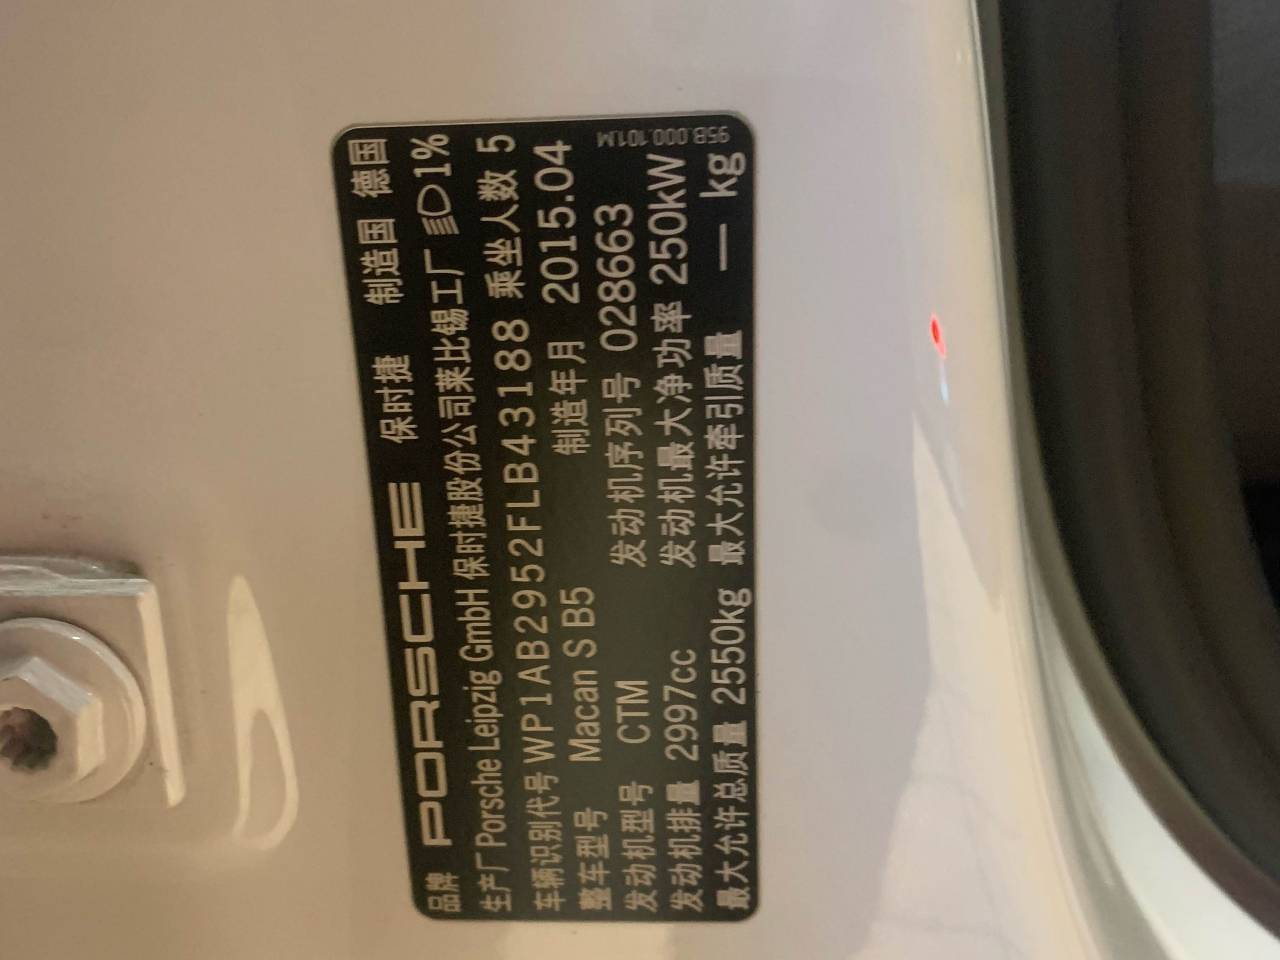 品牌 PORSCHE 保时捷 制造国 德国
生产厂 Porsche Leipzig GmbH 保时捷股份公司莱比锡工厂 1%
车辆识别代号 WP1AB2952FLB43188 乘坐人数 5
整车型号 Macan S B5 制造年月 2015.04
发动机型号 CTM 发动机序列号 028663
发动机排量 2997cc 发动机最大净功率 250kW
最大允许总质量 2550kg 最大允许牵引质量 — kg
95B.000.101.M